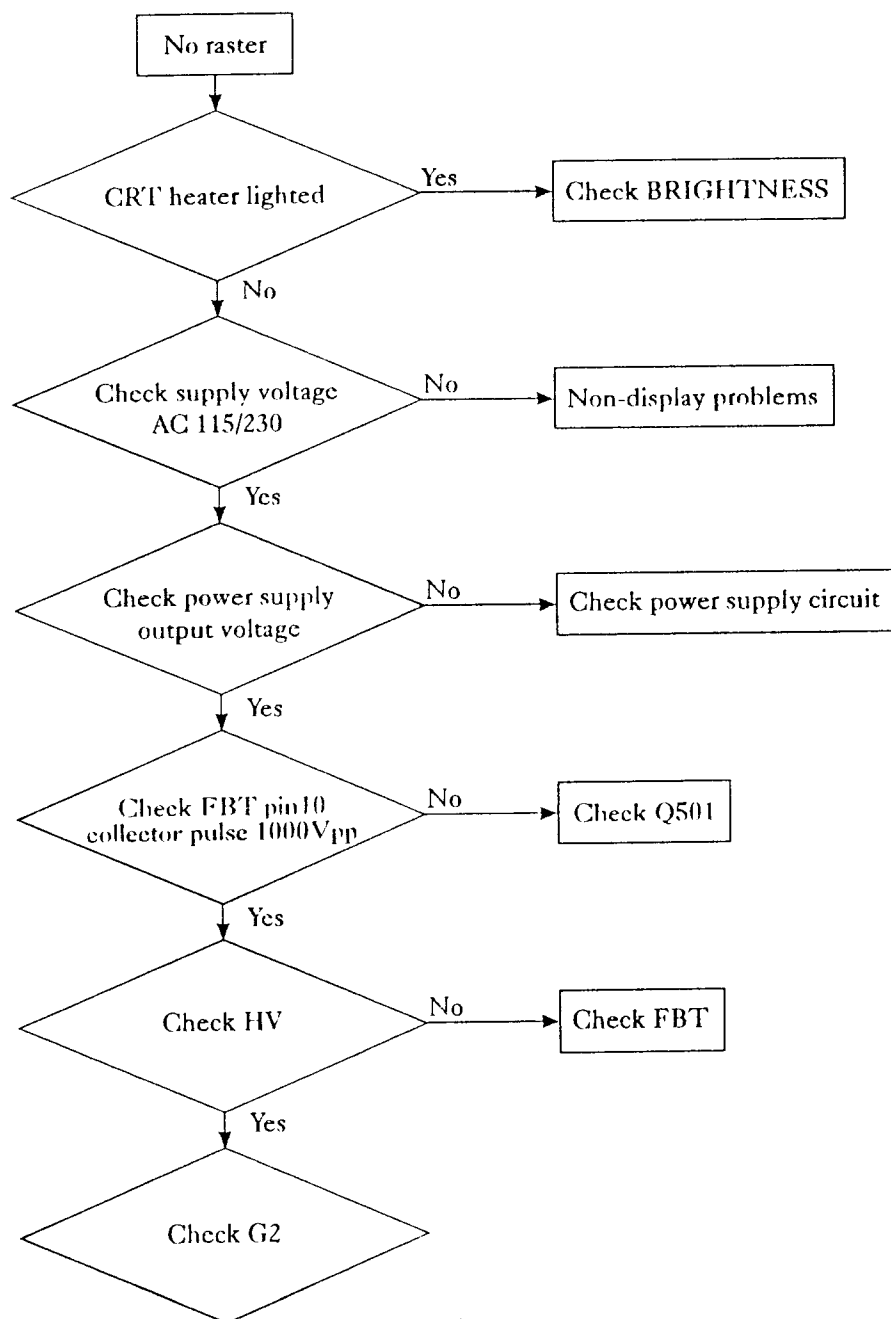 No raster
CRT heater lighted
Yes
Check BRIGHTNESS
No
Check supply voltage
AC 115/230
No
Non-display problems
Yes
Check power supply
output voltage
No
Check power supply circuit
Yes
Check FBT pin10
collector pulse 1000Vpp
No
Check Q501
Yes
Check HV
No
Check FBT
Yes
Check G2